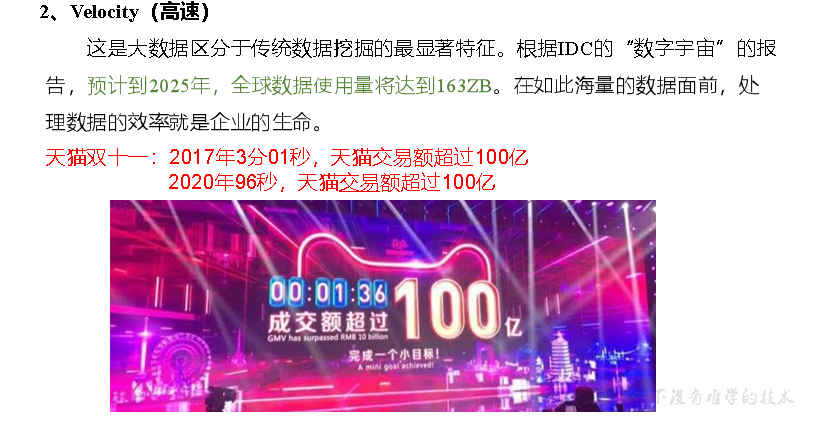 2、Velocity（高速）
这是大数据区分于传统数据挖掘的最显著特征。根据IDC的“数字宇宙”的报
告，预计到2025年，全球数据使用量将达到163ZB。在如此海量的数据面前，处
理数据的效率就是企业的生命。
天猫双十一：2017年3分01秒，天猫交易额超过100亿
2020年96秒，天猫交易额超过100亿
00:01:36
成交额超过100亿
GMV has surpassed RMB 10 billion
完成一个小目标！
A mini goal achieved!
不没有难学的技术